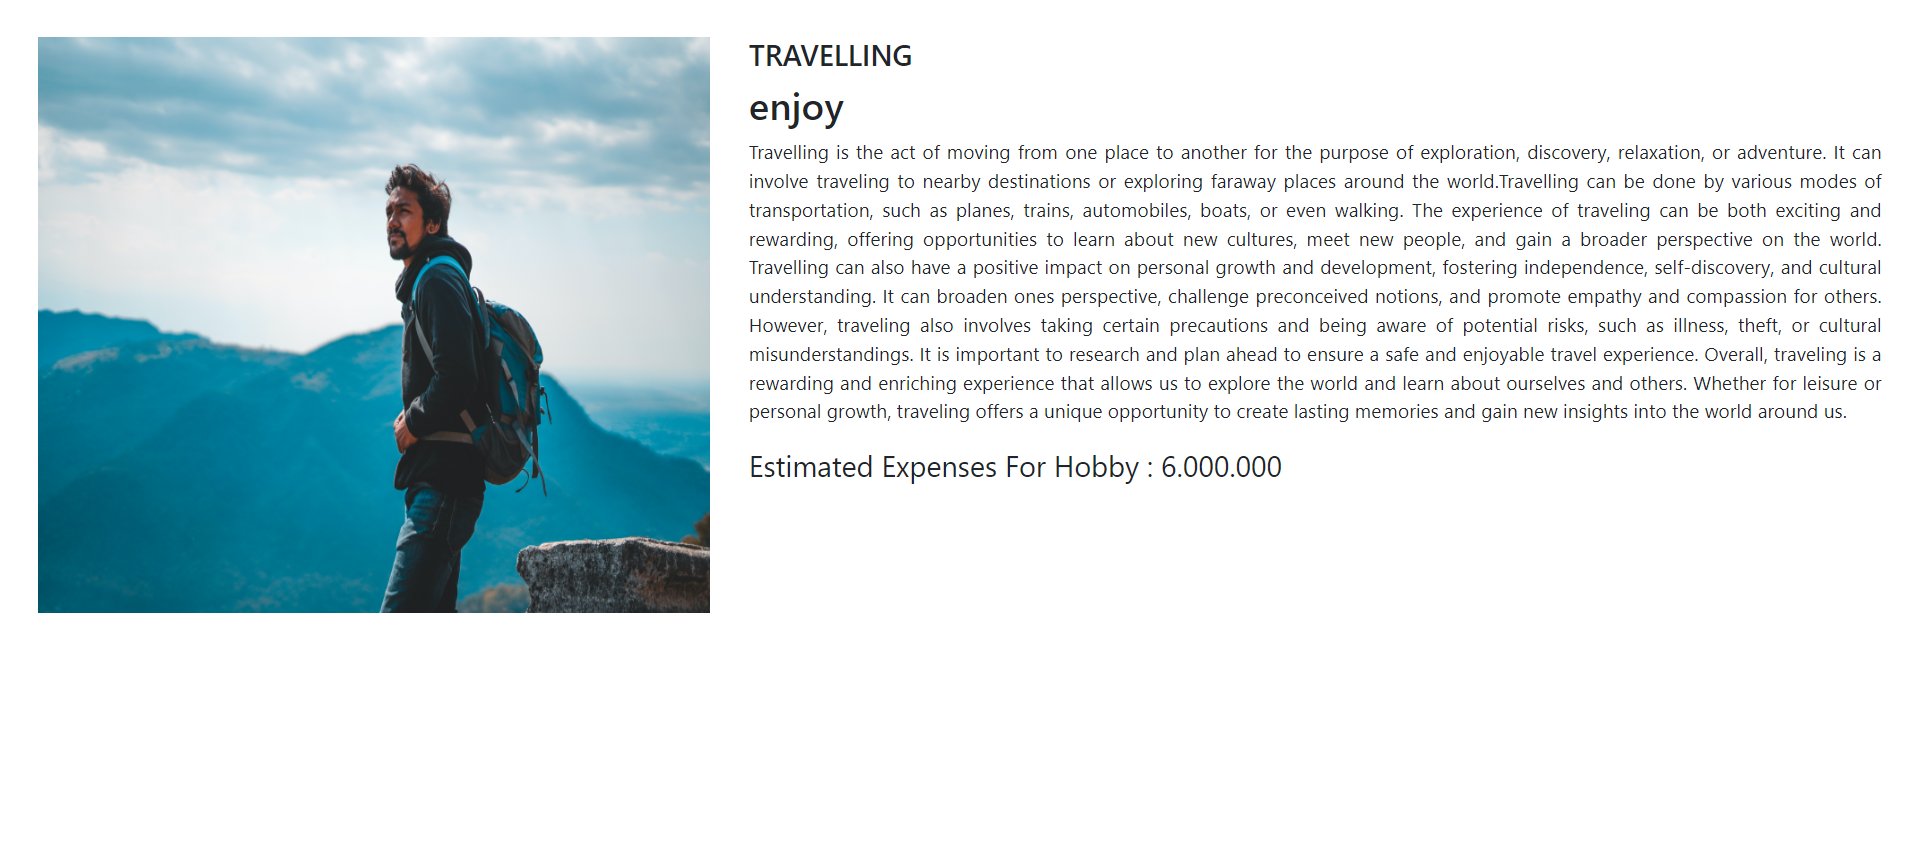 TRAVELLING
enjoy
Travelling is the act of moving from one place to another for the purpose of exploration, discovery, relaxation, or adventure. It can
involve traveling to nearby destinations or exploring faraway places around the world.Travelling can be done by various modes of
transportation, such as planes, trains, automobiles, boats, or even walking. The experience of traveling can be both exciting and
rewarding, offering opportunities to learn about new cultures, meet new people, and gain a broader perspective on the world.
Travelling can also have a positive impact on personal growth and development, fostering independence, self-discovery, and cultural
understanding. It can broaden ones perspective, challenge preconceived notions, and promote empathy and compassion for others.
However, traveling also involves taking certain precautions and being aware of potential risks, such as illness, theft, or cultural
misunderstandings. It is important to research and plan ahead to ensure a safe and enjoyable travel experience. Overall, traveling is a
rewarding and enriching experience that allows us to explore the world and learn about ourselves and others. Whether for leisure or
personal growth, traveling offers a unique opportunity to create lasting memories and gain new insights into the world around us.
Estimated Expenses For Hobby : 6.000.000